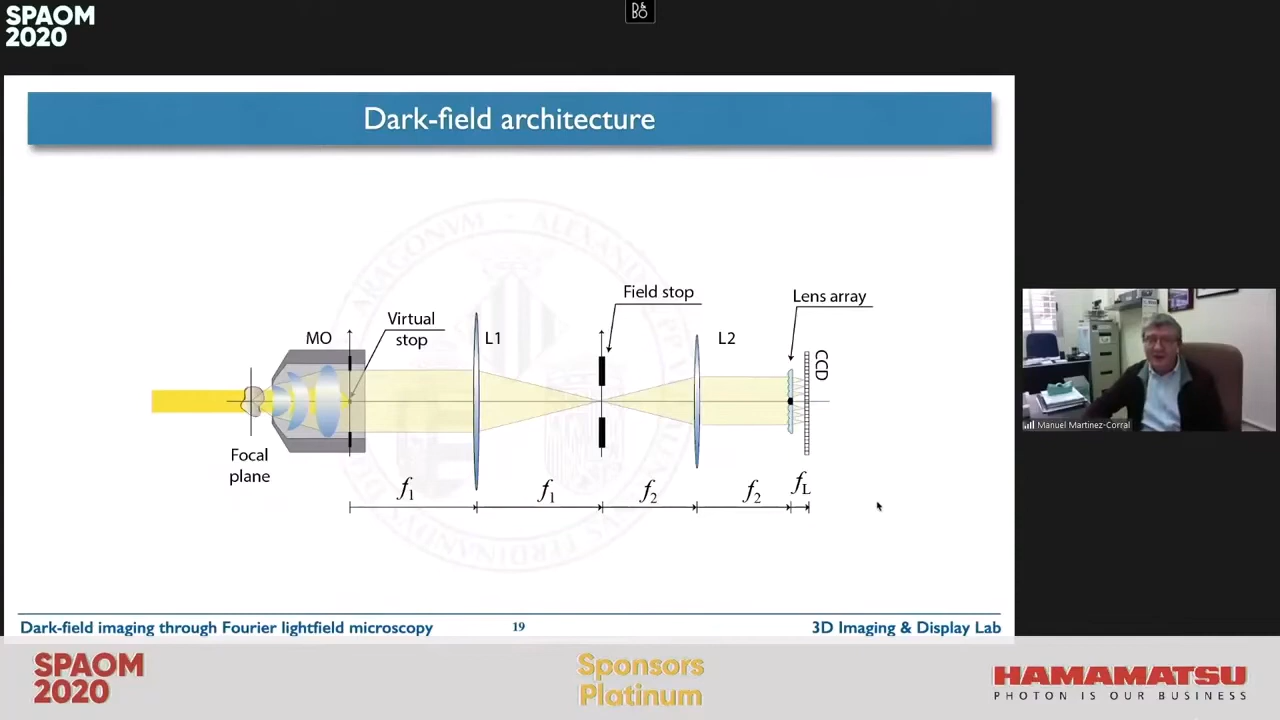 SPAOM
2020
B&O
Dark-field architecture
Field stop
Lens array
Virtual
stop
MO
L1
L2
CCD
Focal
plane
f1
f1
f2
f2
fL
Manuel Martinez-Corral
Dark-field imaging through Fourier lightfield microscopy
19
3D Imaging & Display Lab
SPAOM
2020
Sponsors
Platinum
HAMAMATSU
PHOTON IS OUR BUSINESS